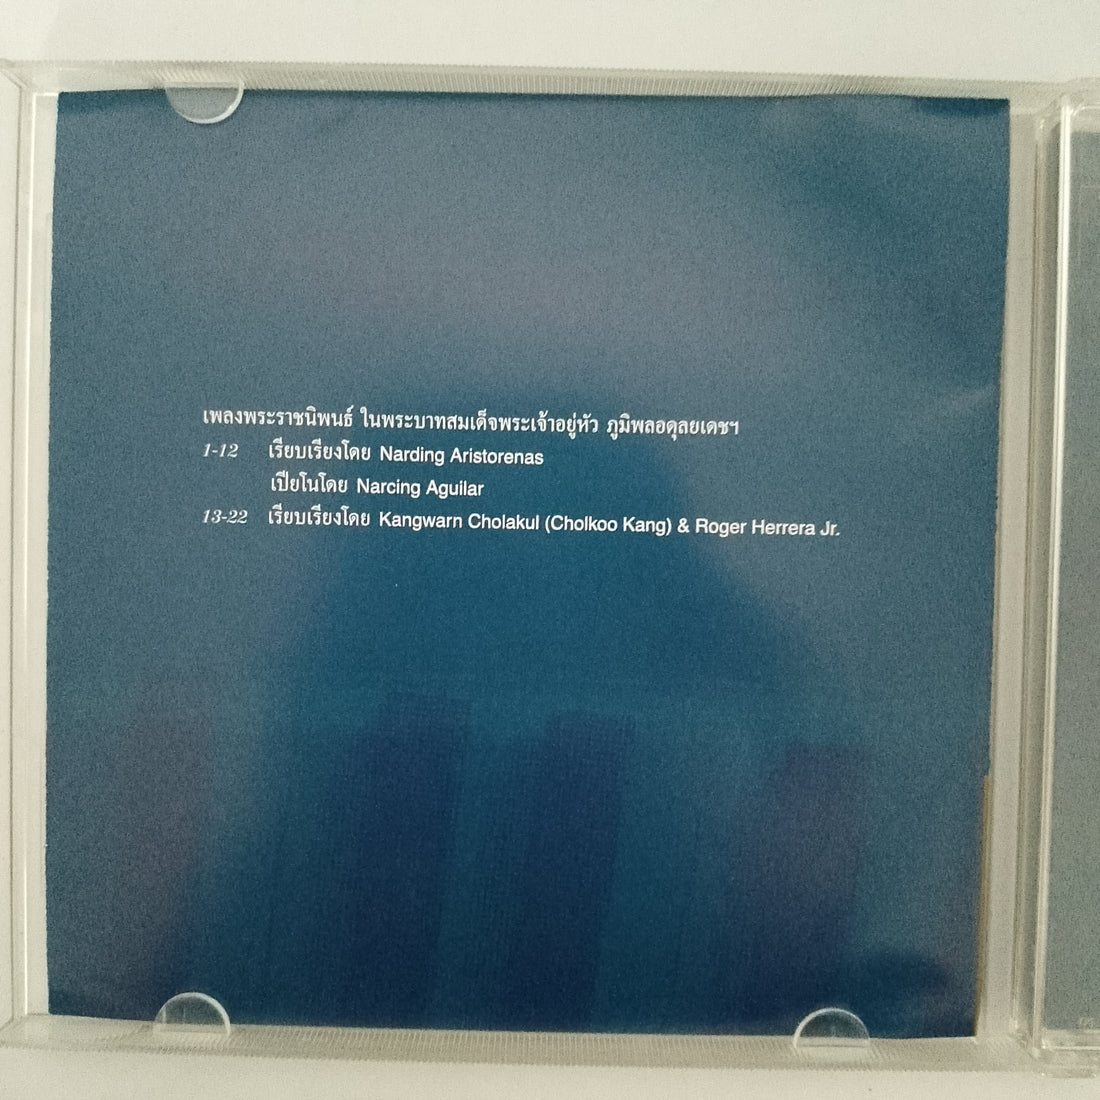 เพลงพระราชนิพนธ์ ในพระบาทสมเด็จพระเจ้าอยู่หัว ภูมิพลอดุลยเดชฯ
1-12 เรียบเรียงโดย Narding Aristorenas
เปียโนโดย Narcing Aguilar
13-22 เรียบเรียงโดย Kangwarn Cholakul (Cholkoo Kang) & Roger Herrera Jr.